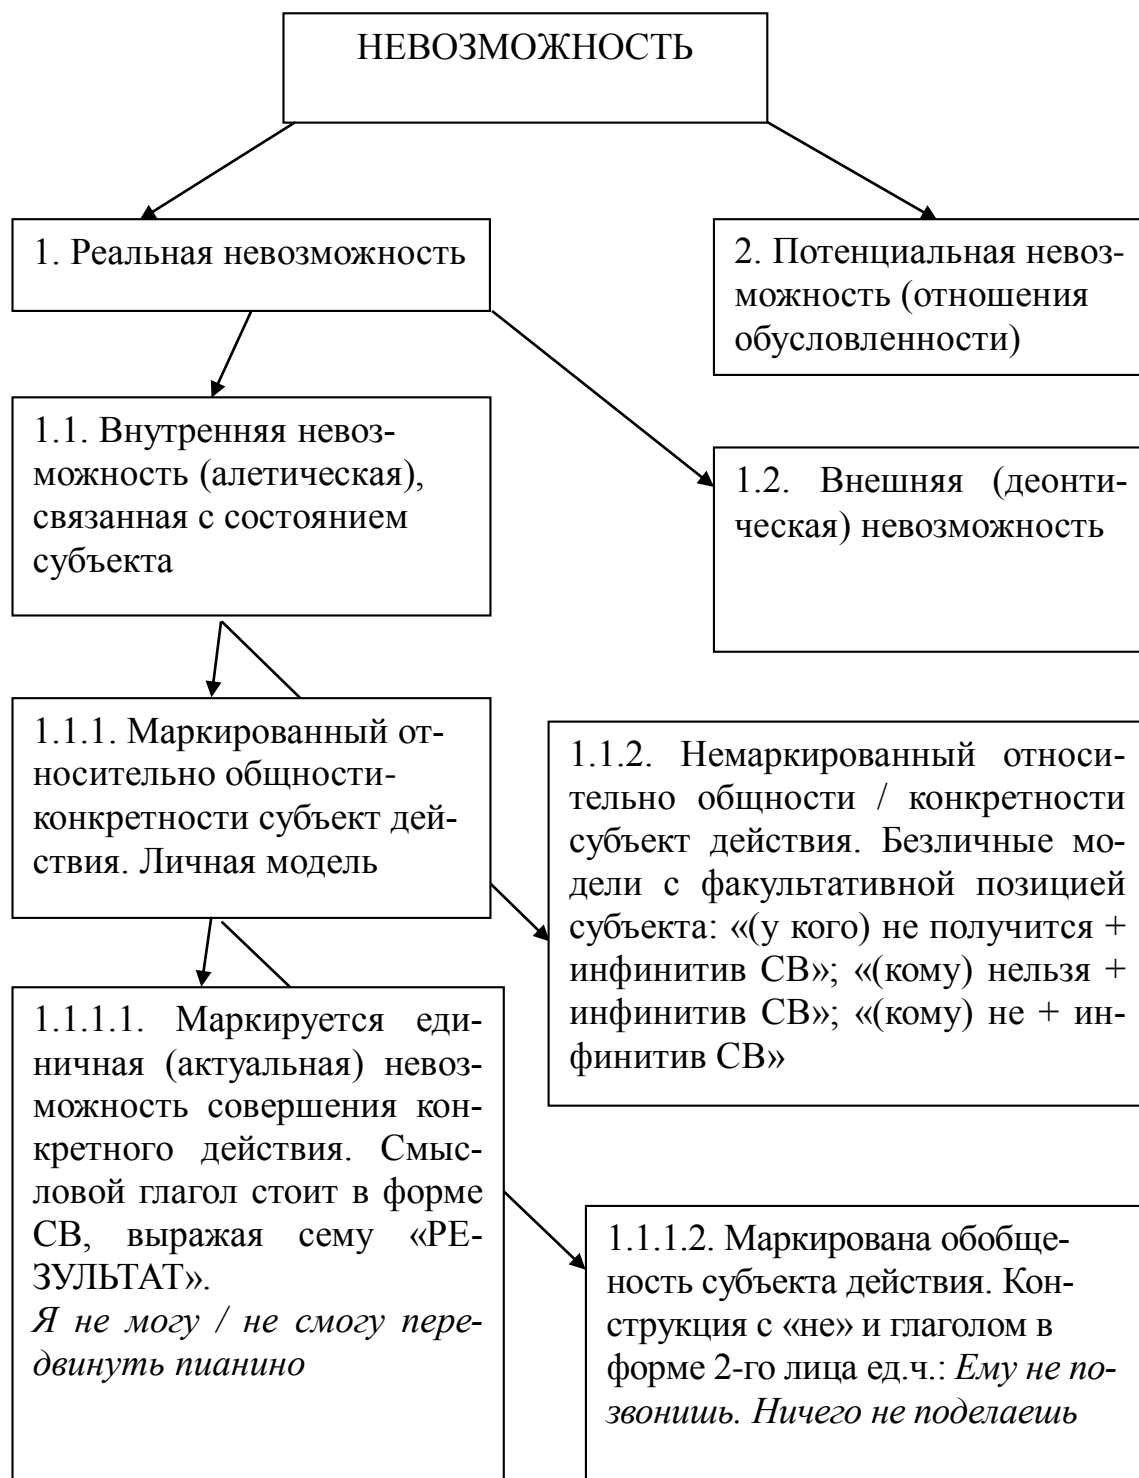 НЕВОЗМОЖНОСТЬ
1. Реальная невозможность
2. Потенциальная невоз-
можность (отношения
обусловленности)
1.1. Внутренняя невоз-
можность (алетическая),
связанная с состоянием
субъекта
1.2. Внешняя (деонти-
ческая) невозможность
1.1.1. Маркированный от-
носительно общности-
конкретности субъект дей-
ствия. Личная модель
1.1.2. Немаркированный относи-
тельно общности / конкретности
субъект действия. Безличные мо-
дели с факультативной позицией
субъекта: «(у кого) не получится +
инфинитив СВ»; «(кому) нельзя +
инфинитив СВ»; «(кому) не + ин-
финитив СВ»
1.1.1.1. Маркируется еди-
ничная (актуальная) невоз-
можность совершения кон-
кретного действия. Смыс-
ловой глагол стоит в форме
СВ, выражая сему «РЕ-
ЗУЛЬТАТ».
Я не могу / не смогу пере-
двинуть пианино
1.1.1.2. Маркирована обобще-
ность субъекта действия. Кон-
струкция с «не» и глаголом в
форме 2-го лица ед.ч.: Ему не по-
звонишь. Ничего не поделаешь